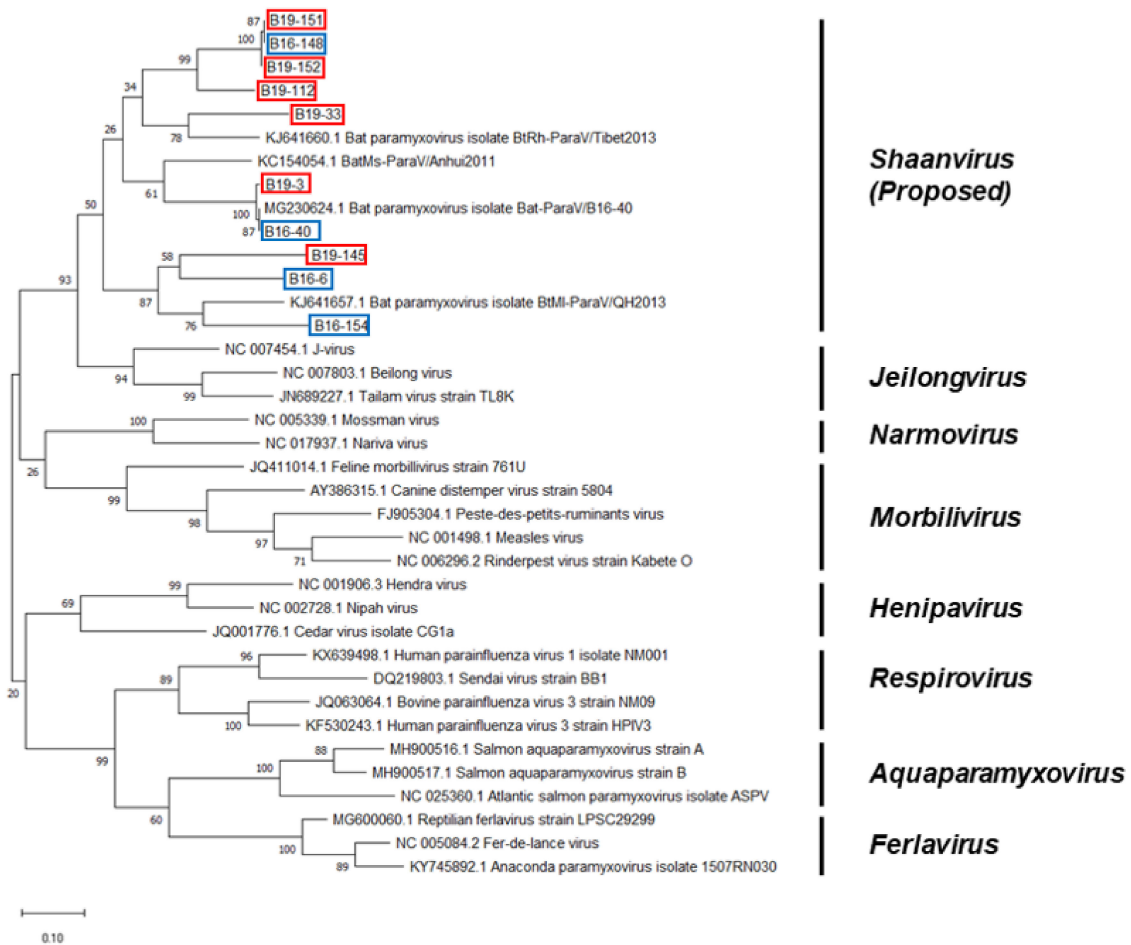 87
B19-151
100
B16-148
99
B19-152
34
B19-112
B19-33
26
78
KJ641660.1 Bat paramyxovirus isolate BtRh-ParaV/Tibet2013
KC154054.1 BatMs-ParaV/Anhui2011
Shaanvirus
(Proposed)
61
B19-3
50
100
MG230624.1 Bat paramyxovirus isolate Bat-ParaV/B16-40
87
B16-40
58
B19-145
93
B16-6
87
KJ641657.1 Bat paramyxovirus isolate BtMl-ParaV/QH2013
76
B16-154
NC 007454.1 J-virus
94
NC 007803.1 Beilong virus
Jeilongvirus
99
JN689227.1 Tailam virus strain TL8K
100
NC 005339.1 Mossman virus
Narmovirus
NC 017937.1 Nariva virus
26
JQ411014.1 Feline morbillivirus strain 761U
99
AY386315.1 Canine distemper virus strain 5804
98
FJ905304.1 Peste-des-petits-ruminants virus
Morbilivirus
97
NC 001498.1 Measles virus
71
NC 006296.2 Rinderpest virus strain Kabete O
99
NC 001906.3 Hendra virus
69
NC 002728.1 Nipah virus
Henipavirus
JQ001776.1 Cedar virus isolate CG1a
96
KX639498.1 Human parainfluenza virus 1 isolate NM001
89
DQ219803.1 Sendai virus strain BB1
Respirovirus
20
JQ063064.1 Bovine parainfluenza virus 3 strain NM09
100
KF530243.1 Human parainfluenza virus 3 strain HPIV3
99
88
MH900516.1 Salmon aquaparamyxovirus strain A
100
MH900517.1 Salmon aquaparamyxovirus strain B
Aquaparamyxovirus
NC 025360.1 Atlantic salmon paramyxovirus isolate ASPV
60
MG600060.1 Reptilian ferlavirus strain LPSC29299
100
NC 005084.2 Fer-de-lance virus
Ferlavirus
89
KY745892.1 Anaconda paramyxovirus isolate 1507RN030
0.10